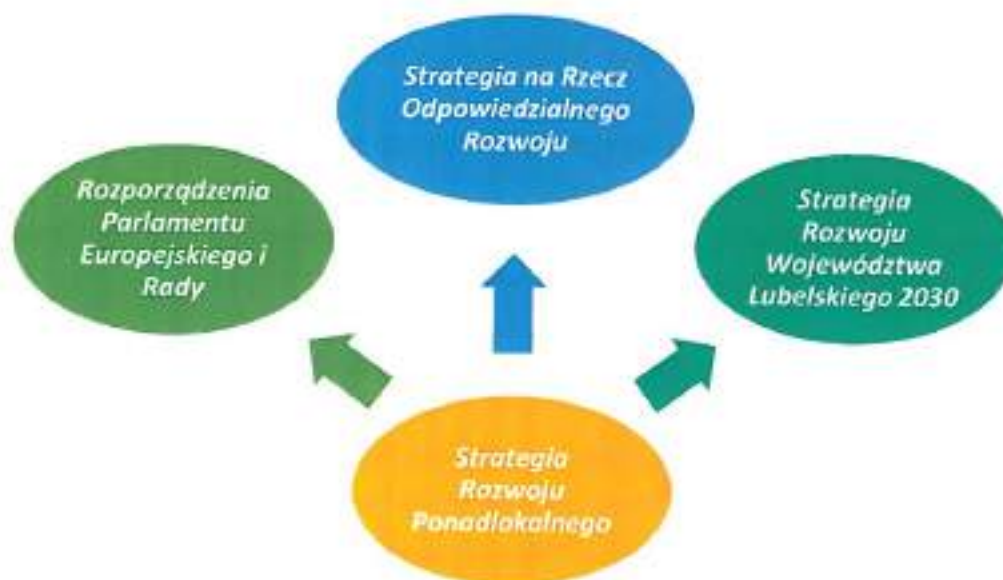 Strategia na Rzecz
Odpowiedzialnego
Rozwoju
Rozporządzenia
Parlamentu
Europejskiego i
Rady
Strategia
Rozwoju
Województwa
Lubelskiego 2030
Strategia
Rozwoju
Ponadlokalnego